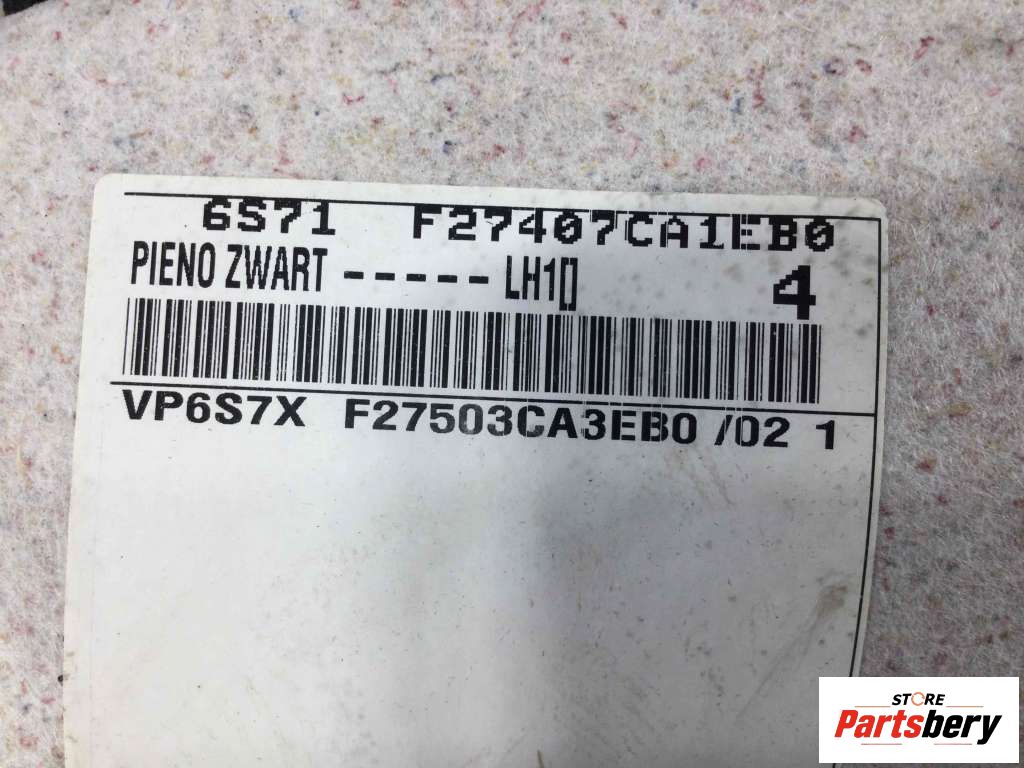 6S71 F27407CA1EB0
PIENO ZWART ----- LH1[]
4
VP6S7X F27503CA3EB0 /02 1
STORE
Partsbery